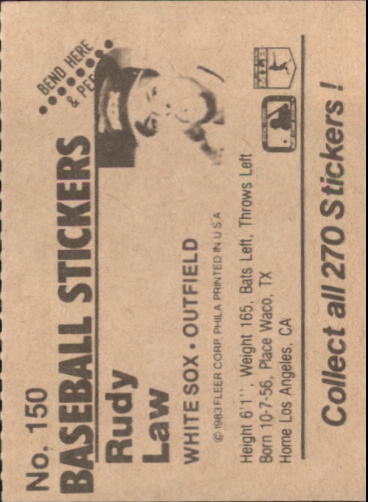 No. 150
BEND HERE
& PE
BASEBALL STICKERS
Rudy
Law
WHITE SOX • OUTFIELD
© 1983 FLEER CORP. PHILA PRINTED IN U S A
Height 6'1", Weight 165, Bats Left, Throws Left
Born 10-7-56, Place Waco, TX
Home Los Angeles, CA
Collect all 270 Stickers!